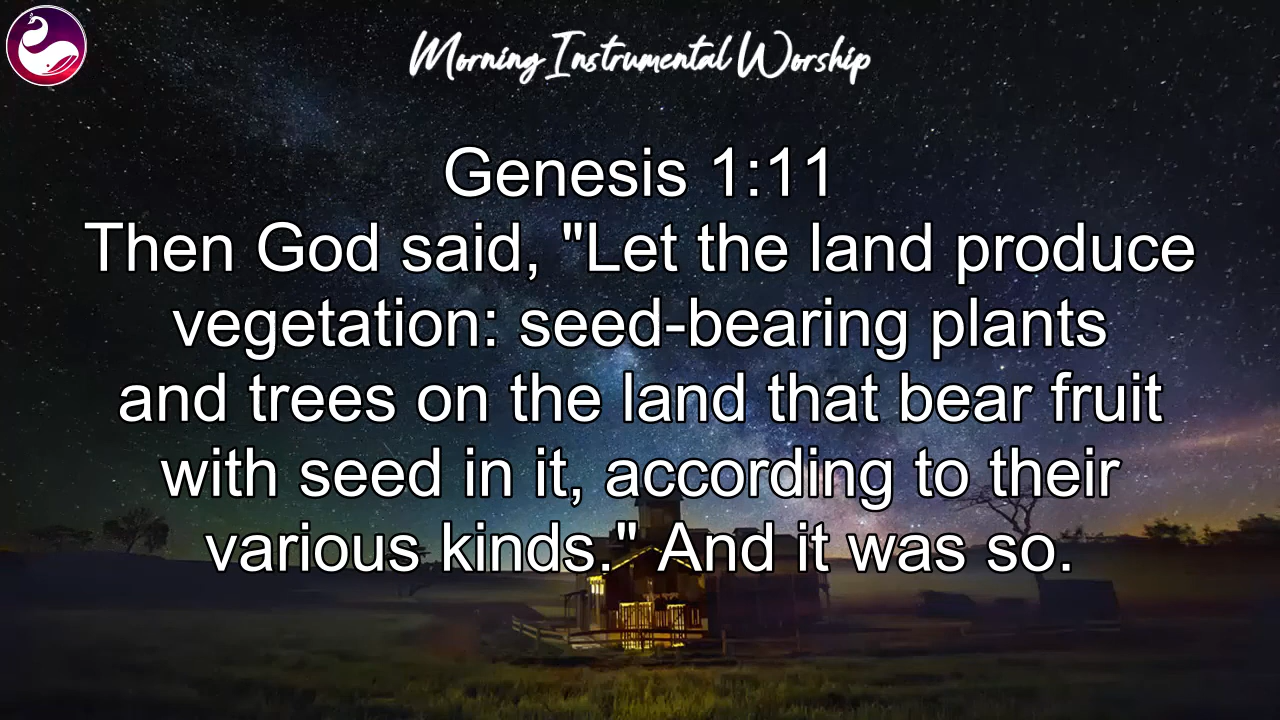 Morning Instrumental Worship
Genesis 1:11
Then God said, "Let the land produce
vegetation: seed-bearing plants
and trees on the land that bear fruit
with seed in it, according to their
various kinds." And it was so.